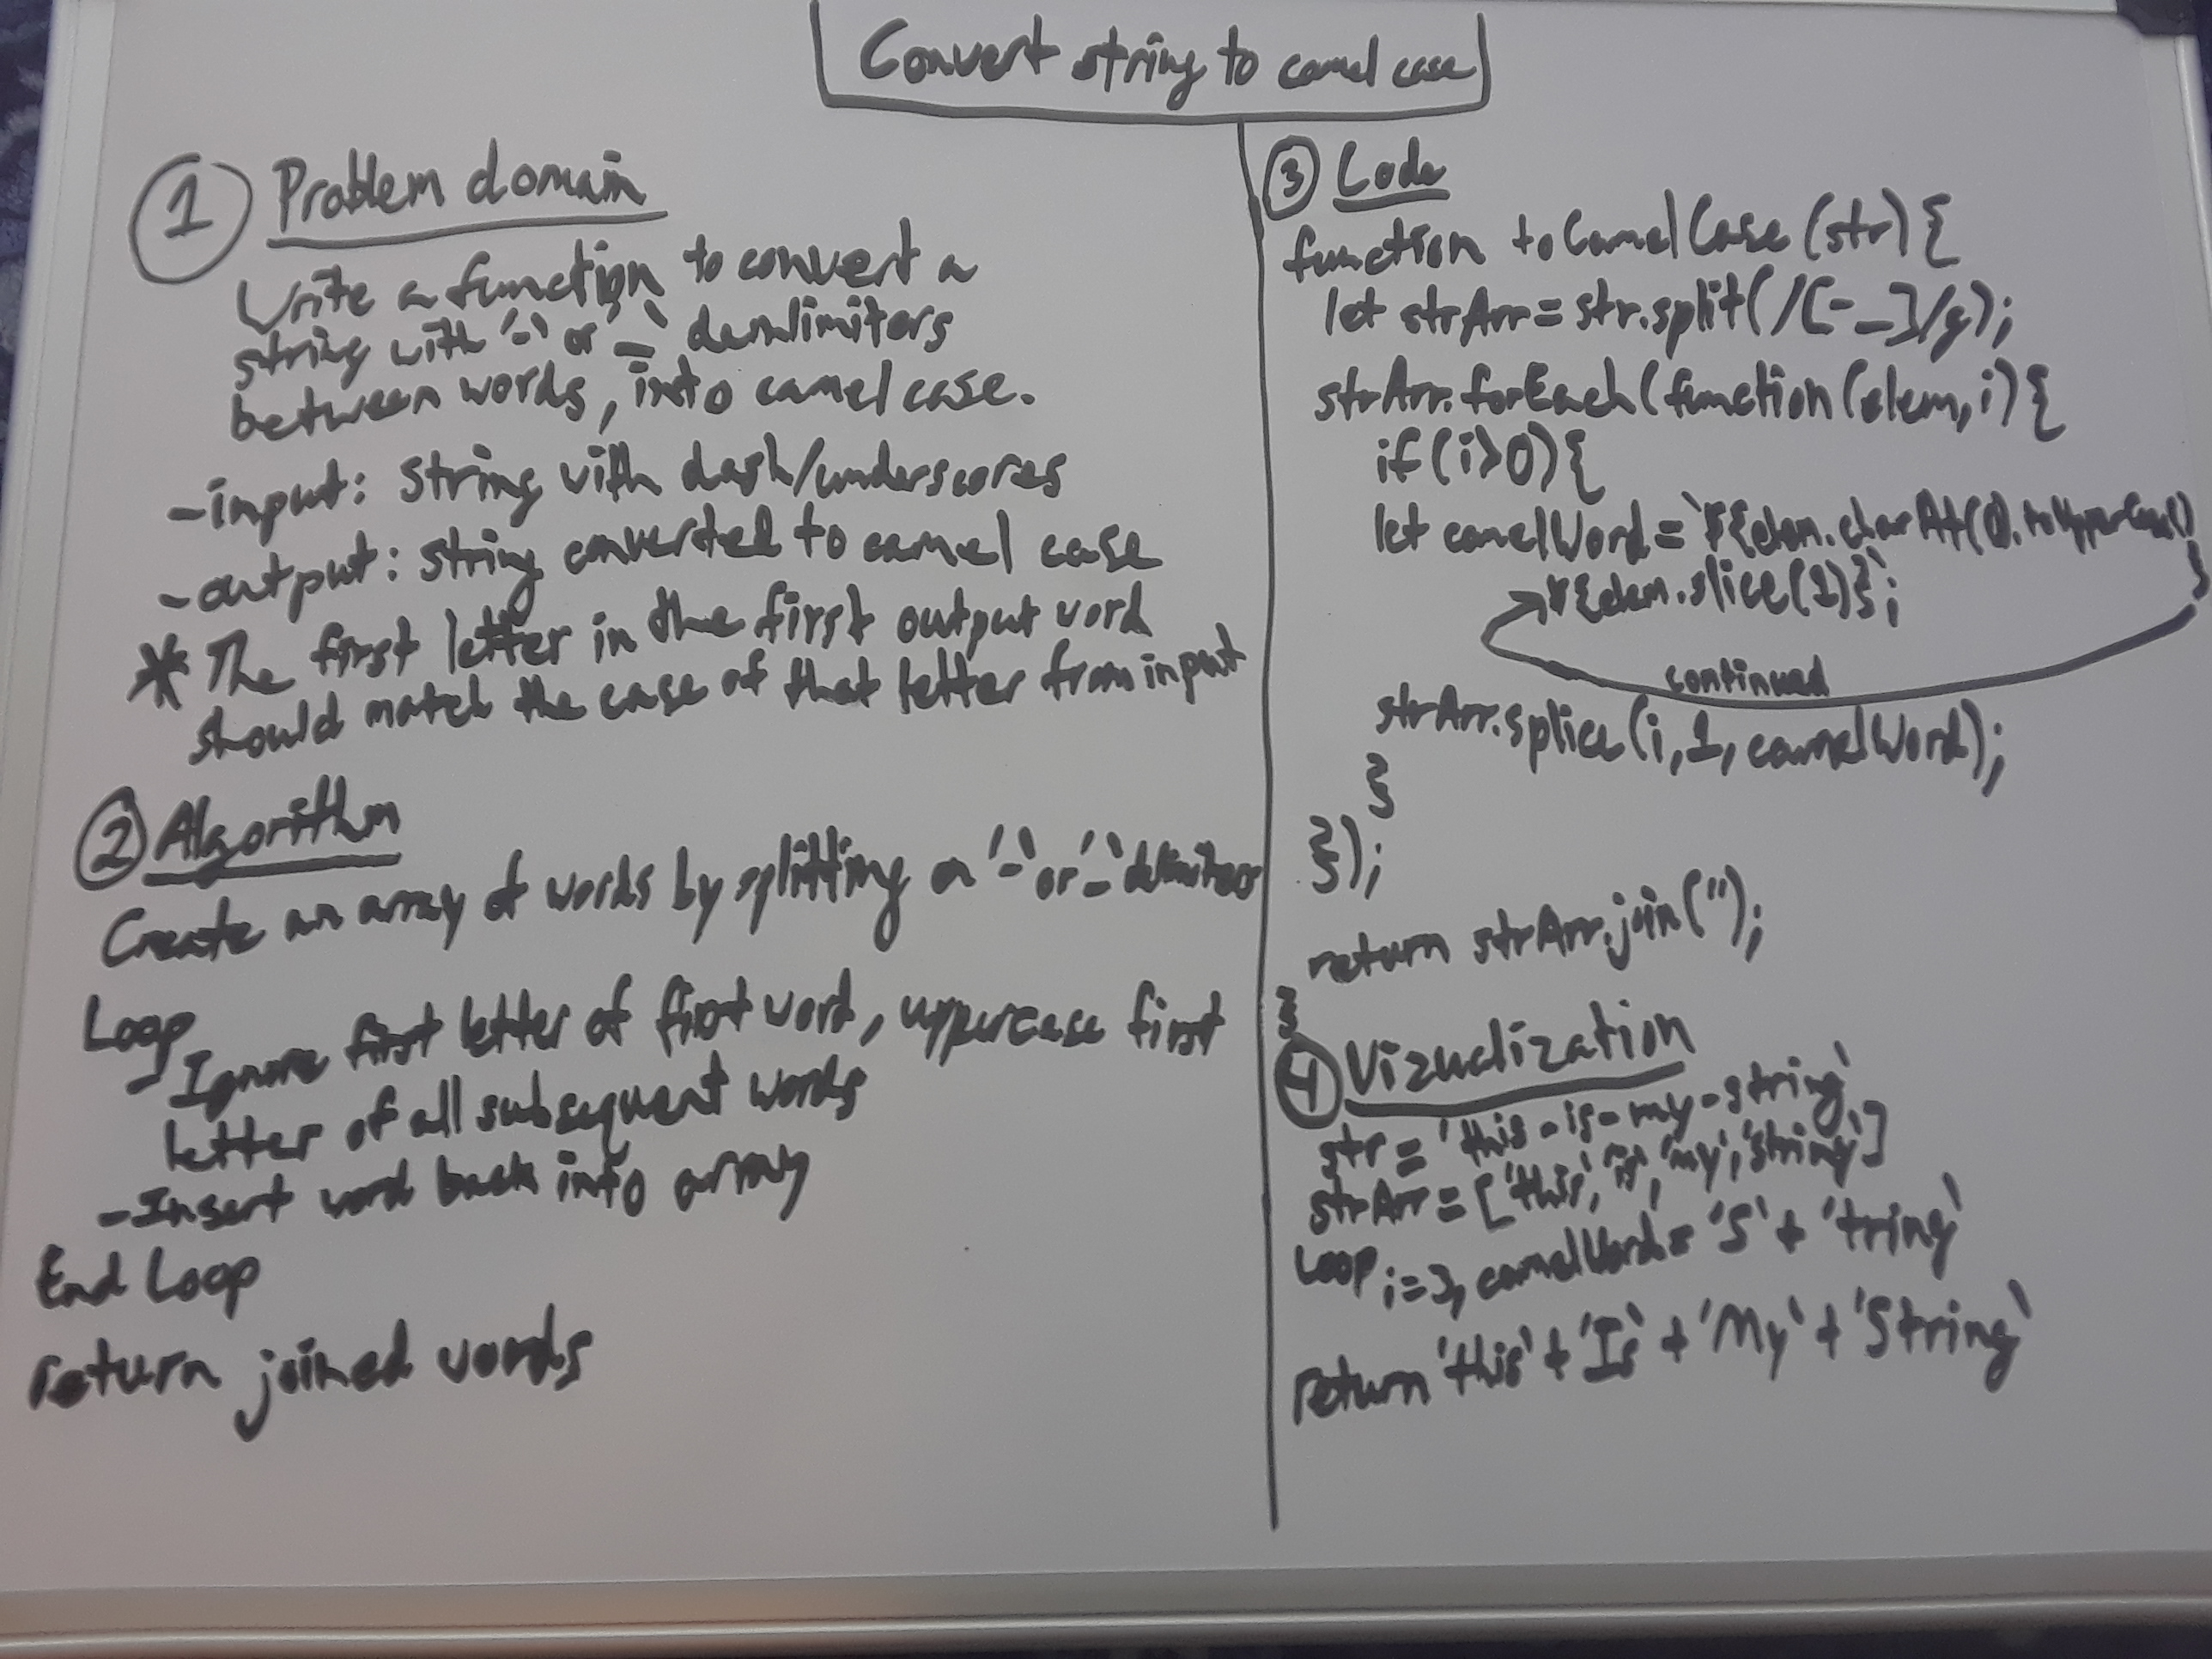 Convert string to camel case
① Problem domain
Write a function to convert a
string with '-' or '_' demlimitors
between words, into camel case.
-input: string with dash/underscores
-output: string converted to camel case
* The first letter in the first output word
should match the case of that letter from input
② Algorithm
Create an array of words by splitting on '-' or '_' delimitor
Loop
Ignore first letter of first word, uppercase first
letter of all subsequent words
-Insert word back into array
End Loop
return joined words
③ Code
function toCamelCase(str){
let strArr = str.split(/[-_]/g);
strArr.forEach(function(elem,i){
if(i>0){
let camelWord = `${elem.charAt(0).toUpperCase()}
${elem.slice(1)}`;
continued
strArr.splice(i,1,camelWord);
}
});
return strArr.join('');
}
④ Vizualization
str = 'this-is-my-string'
strArr = ['this','is','my','string']
Loop i=3, camelWord = 'S' + 'tring'
return 'this' + 'Is' + 'My' + 'String'